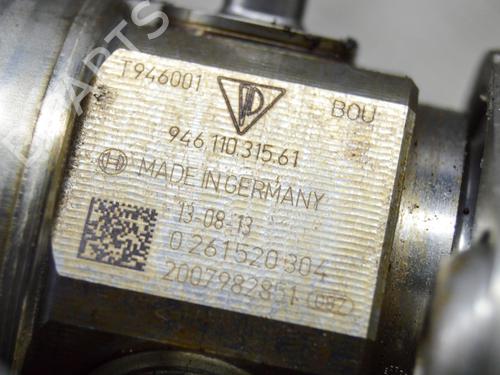 T946001
BOU
946.110.315.61
MADE IN GERMANY
13-08-13
0 261 520 304
2007982851